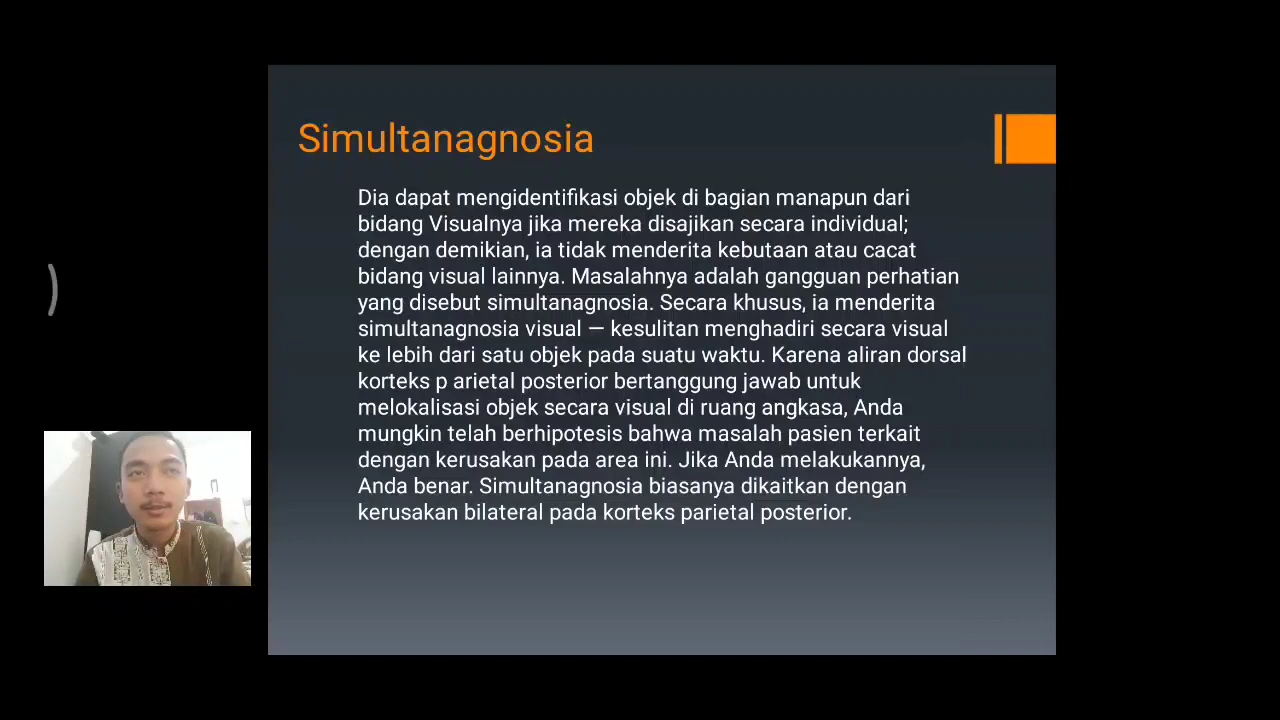 Simultanagnosia
Dia dapat mengidentifikasi objek di bagian manapun dari
bidang Visualnya jika mereka disajikan secara individual;
dengan demikian, ia tidak menderita kebutaan atau cacat
bidang visual lainnya. Masalahnya adalah gangguan perhatian
yang disebut simultanagnosia. Secara khusus, ia menderita
simultanagnosia visual — kesulitan menghadiri secara visual
ke lebih dari satu objek pada suatu waktu. Karena aliran dorsal
korteks p arietal posterior bertanggung jawab untuk
melokalisasi objek secara visual di ruang angkasa, Anda
mungkin telah berhipotesis bahwa masalah pasien terkait
dengan kerusakan pada area ini. Jika Anda melakukannya,
Anda benar. Simultanagnosia biasanya dikaitkan dengan
kerusakan bilateral pada korteks parietal posterior.